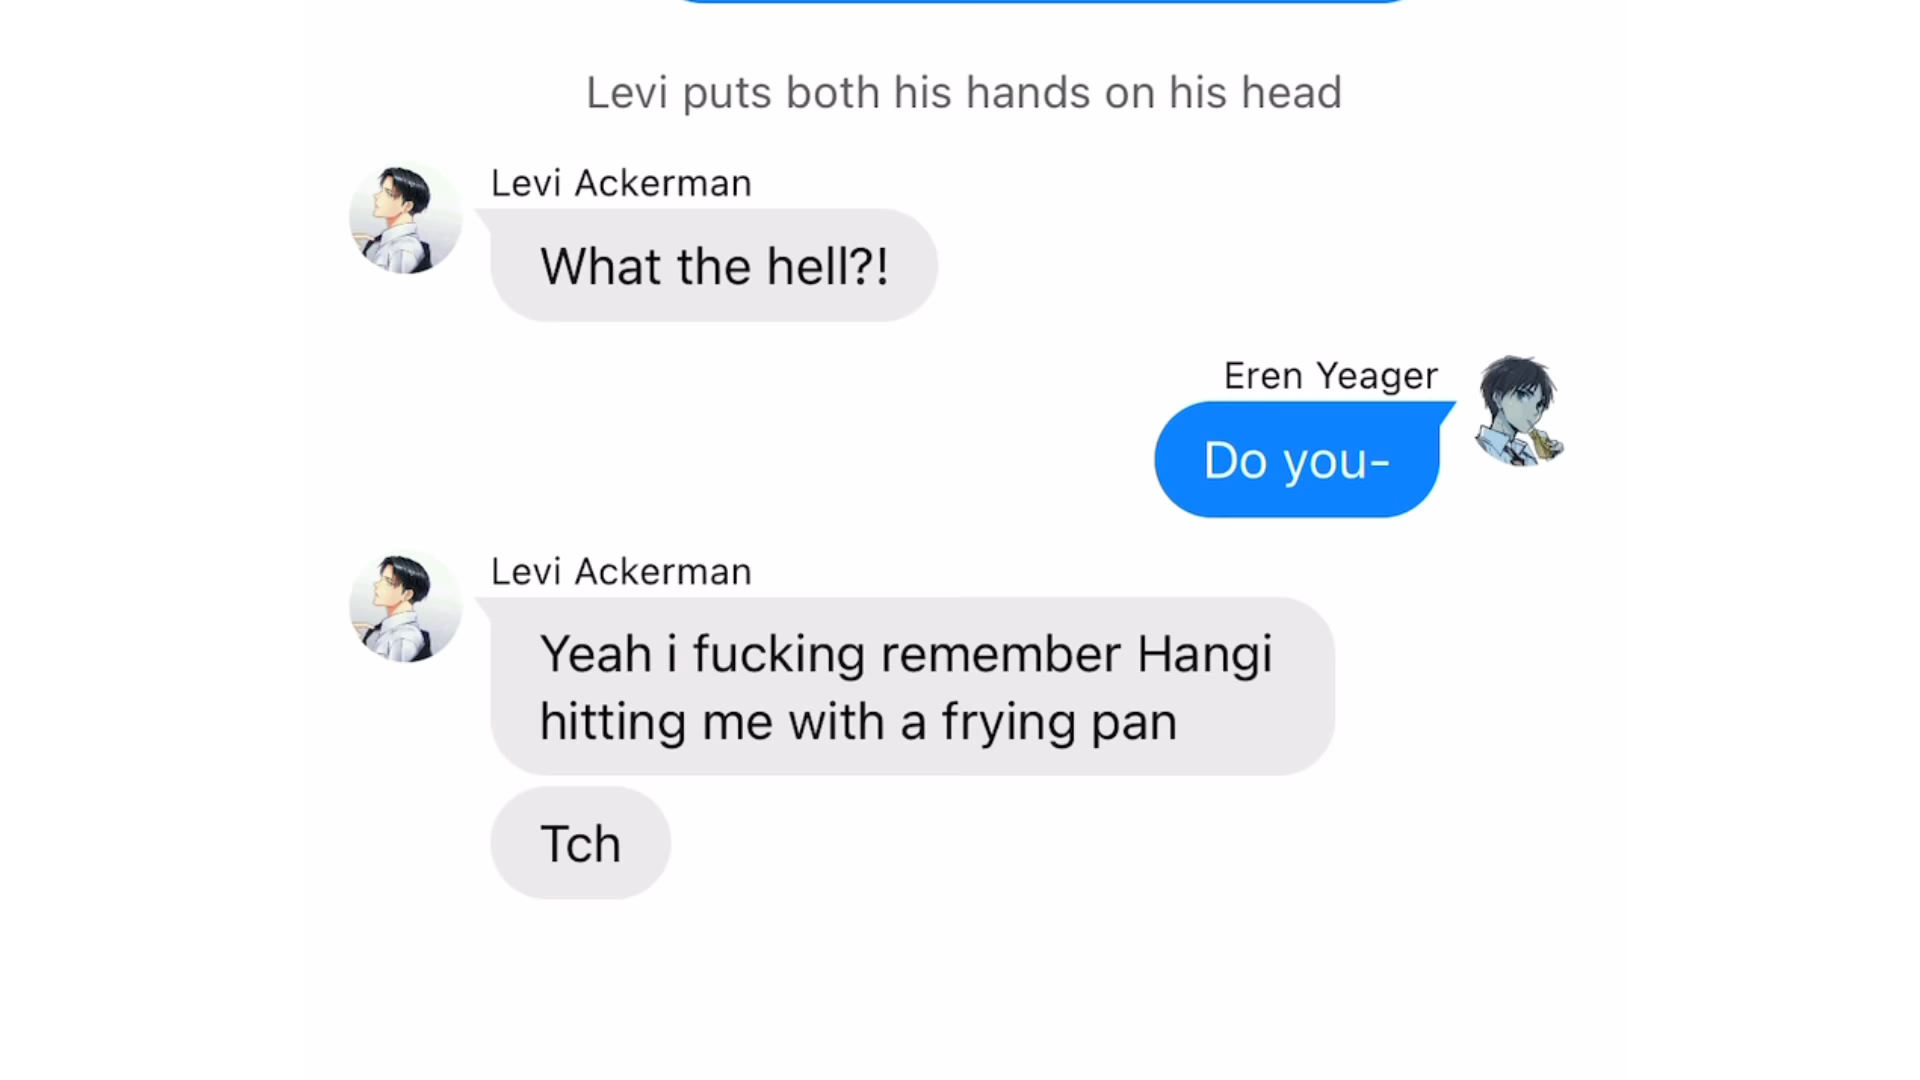 Levi puts both his hands on his head
Levi Ackerman
What the hell?!
Eren Yeager
Do you-
Levi Ackerman
Yeah i fucking remember Hangi
hitting me with a frying pan
Tch